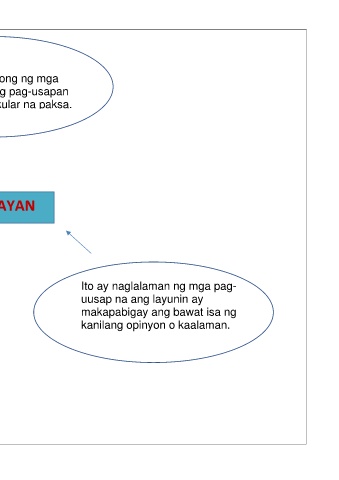 ong ng mga
g pag-usapan
kular na paksa.
AYAN
Ito ay naglalaman ng mga pag-
uusap na ang layunin ay
makapabigay ang bawat isa ng
kanilang opinyon o kaalaman.